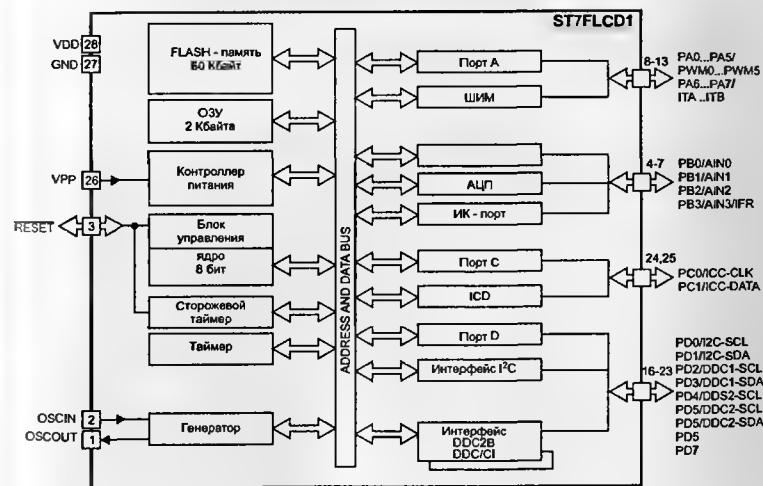 ST7FLCD1
VDD 28
GND 27
FLASH - память
60 Кбайт
ОЗУ
2 Кбайта
VPP 26
Контроллер
питания
RESET 3
Блок
управления
ядро
8 бит
Сторожевой
таймер
Таймер
OSCIN 2
OSCOUT 1
Генератор
ADDRESS AND DATA BUS
Порт A
ШИМ
8-13
PA0...PA5/
PWM0...PWM5
PA6...PA7/
ITA ..ITB
АЦП
ИК - порт
4-7
PB0/AIN0
PB1/AIN1
PB2/AIN2
PB3/AIN3/IFR
Порт C
ICD
24,25
PC0/ICC-CLK
PC1/ICC-DATA
Порт D
Интерфейс I²C
Интерфейс
DDC2B
DDC/CI
16-23
PD0/I2C-SCL
PD1/I2C-SDA
PD2/DDC1-SCL
PD3/DDC1-SDA
PD4/DDS2-SCL
PD5/DDC2-SCL
PD5/DDC2-SDA
PD5
PD7